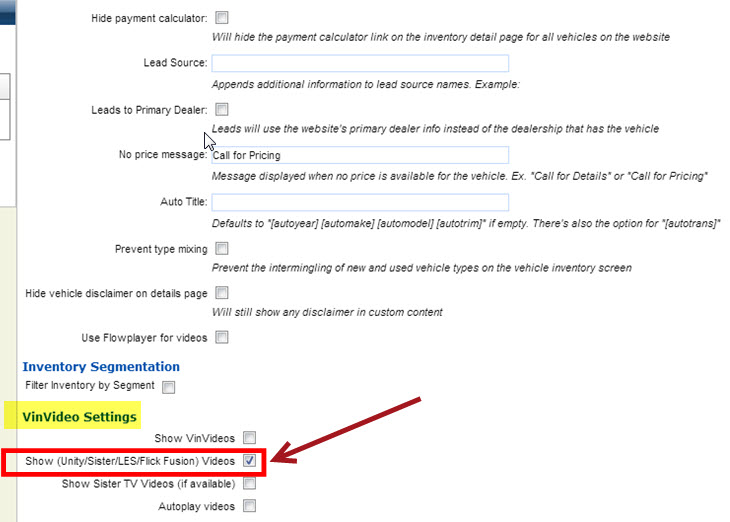 Hide payment calculator:
Will hide the payment calculator link on the inventory detail page for all vehicles on the website
Lead Source:
Appends additional information to lead source names. Example:
Leads to Primary Dealer:
Leads will use the website's primary dealer info instead of the dealership that has the vehicle
No price message: Call for Pricing
Message displayed when no price is available for the vehicle. Ex. "Call for Details" or "Call for Pricing"
Auto Title:
Defaults to "[autoyear] [automake] [automodel] [autotrim]" if empty. There's also the option for "[autotrans]"
Prevent type mixing
Prevent the intermingling of new and used vehicle types on the vehicle inventory screen
Hide vehicle disclaimer on details page
Will still show any disclaimer in custom content
Use Flowplayer for videos
Inventory Segmentation
Filter Inventory by Segment
VinVideo Settings
Show VinVideos
Show (Unity/Sister/LES/Flick Fusion) Videos
Show Sister TV Videos (if available)
Autoplay videos